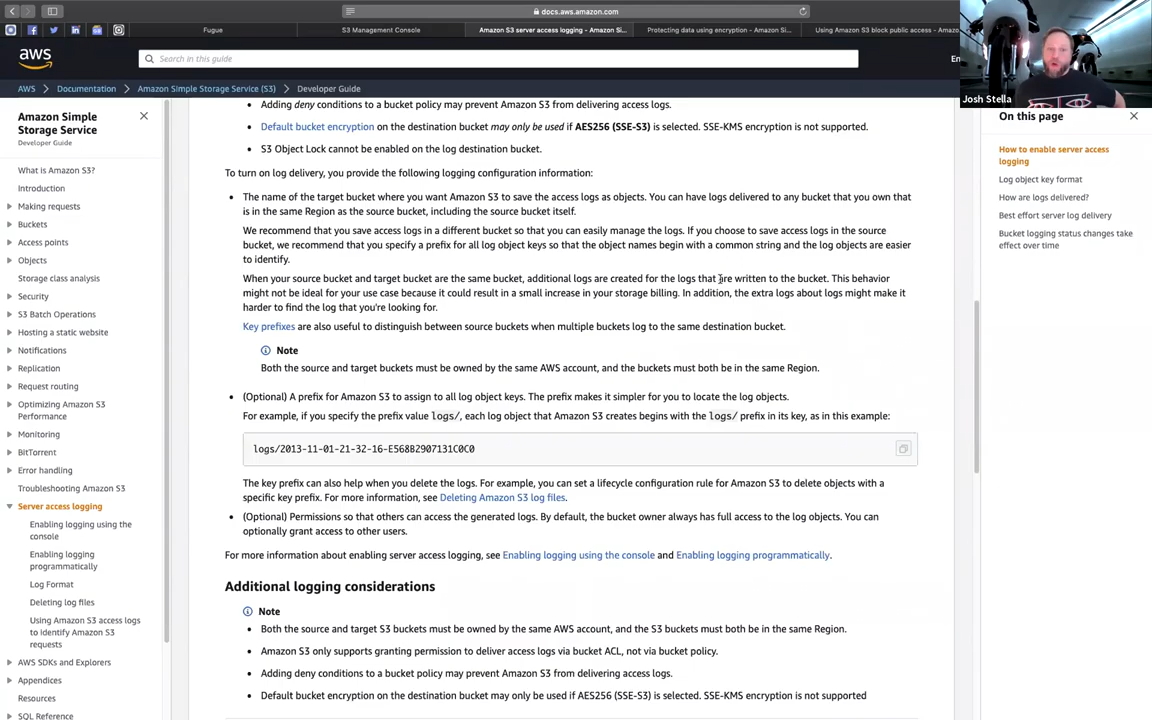 docs.aws.amazon.com
Fugue
S3 Management Console
Amazon S3 server access logging - Amazon Si...
Protecting data using encryption - Amazon Si...
Using Amazon S3 block public access - Amazon...
aws
Search in this guide
En
AWS > Documentation > Amazon Simple Storage Service (S3) > Developer Guide
Josh Stella
Amazon Simple
Storage Service
Developer Guide
What is Amazon S3?
Introduction
Making requests
Buckets
Access points
Objects
Storage class analysis
Security
S3 Batch Operations
Hosting a static website
Notifications
Replication
Request routing
Optimizing Amazon S3
Performance
Monitoring
BitTorrent
Error handling
Troubleshooting Amazon S3
Server access logging
Enabling logging using the
console
Enabling logging
programmatically
Log Format
Deleting log files
Using Amazon S3 access logs
to identify Amazon S3
requests
AWS SDKs and Explorers
Appendices
Resources
SQL Reference
Adding deny conditions to a bucket policy may prevent Amazon S3 from delivering access logs.
Default bucket encryption on the destination bucket may only be used if AES256 (SSE-S3) is selected. SSE-KMS encryption is not supported.
S3 Object Lock cannot be enabled on the log destination bucket.
To turn on log delivery, you provide the following logging configuration information:
The name of the target bucket where you want Amazon S3 to save the access logs as objects. You can have logs delivered to any bucket that you own that
is in the same Region as the source bucket, including the source bucket itself.
We recommend that you save access logs in a different bucket so that you can easily manage the logs. If you choose to save access logs in the source
bucket, we recommend that you specify a prefix for all log object keys so that the object names begin with a common string and the log objects are easier
to identify.
When your source bucket and target bucket are the same bucket, additional logs are created for the logs that are written to the bucket. This behavior
might not be ideal for your use case because it could result in a small increase in your storage billing. In addition, the extra logs about logs might make it
harder to find the log that you're looking for.
Key prefixes are also useful to distinguish between source buckets when multiple buckets log to the same destination bucket.
Note
Both the source and target buckets must be owned by the same AWS account, and the buckets must both be in the same Region.
(Optional) A prefix for Amazon S3 to assign to all log object keys. The prefix makes it simpler for you to locate the log objects.
For example, if you specify the prefix value logs/, each log object that Amazon S3 creates begins with the logs/ prefix in its key, as in this example:
logs/2013-11-01-21-32-16-E568B2907131C0C0
The key prefix can also help when you delete the logs. For example, you can set a lifecycle configuration rule for Amazon S3 to delete objects with a
specific key prefix. For more information, see Deleting Amazon S3 log files.
(Optional) Permissions so that others can access the generated logs. By default, the bucket owner always has full access to the log objects. You can
optionally grant access to other users.
For more information about enabling server access logging, see Enabling logging using the console and Enabling logging programmatically.
Additional logging considerations
Note
Both the source and target S3 buckets must be owned by the same AWS account, and the S3 buckets must both be in the same Region.
Amazon S3 only supports granting permission to deliver access logs via bucket ACL, not via bucket policy.
Adding deny conditions to a bucket policy may prevent Amazon S3 from delivering access logs.
Default bucket encryption on the destination bucket may only be used if AES256 (SSE-S3) is selected. SSE-KMS encryption is not supported
On this page
How to enable server access
logging
Log object key format
How are logs delivered?
Best effort server log delivery
Bucket logging status changes take
effect over time